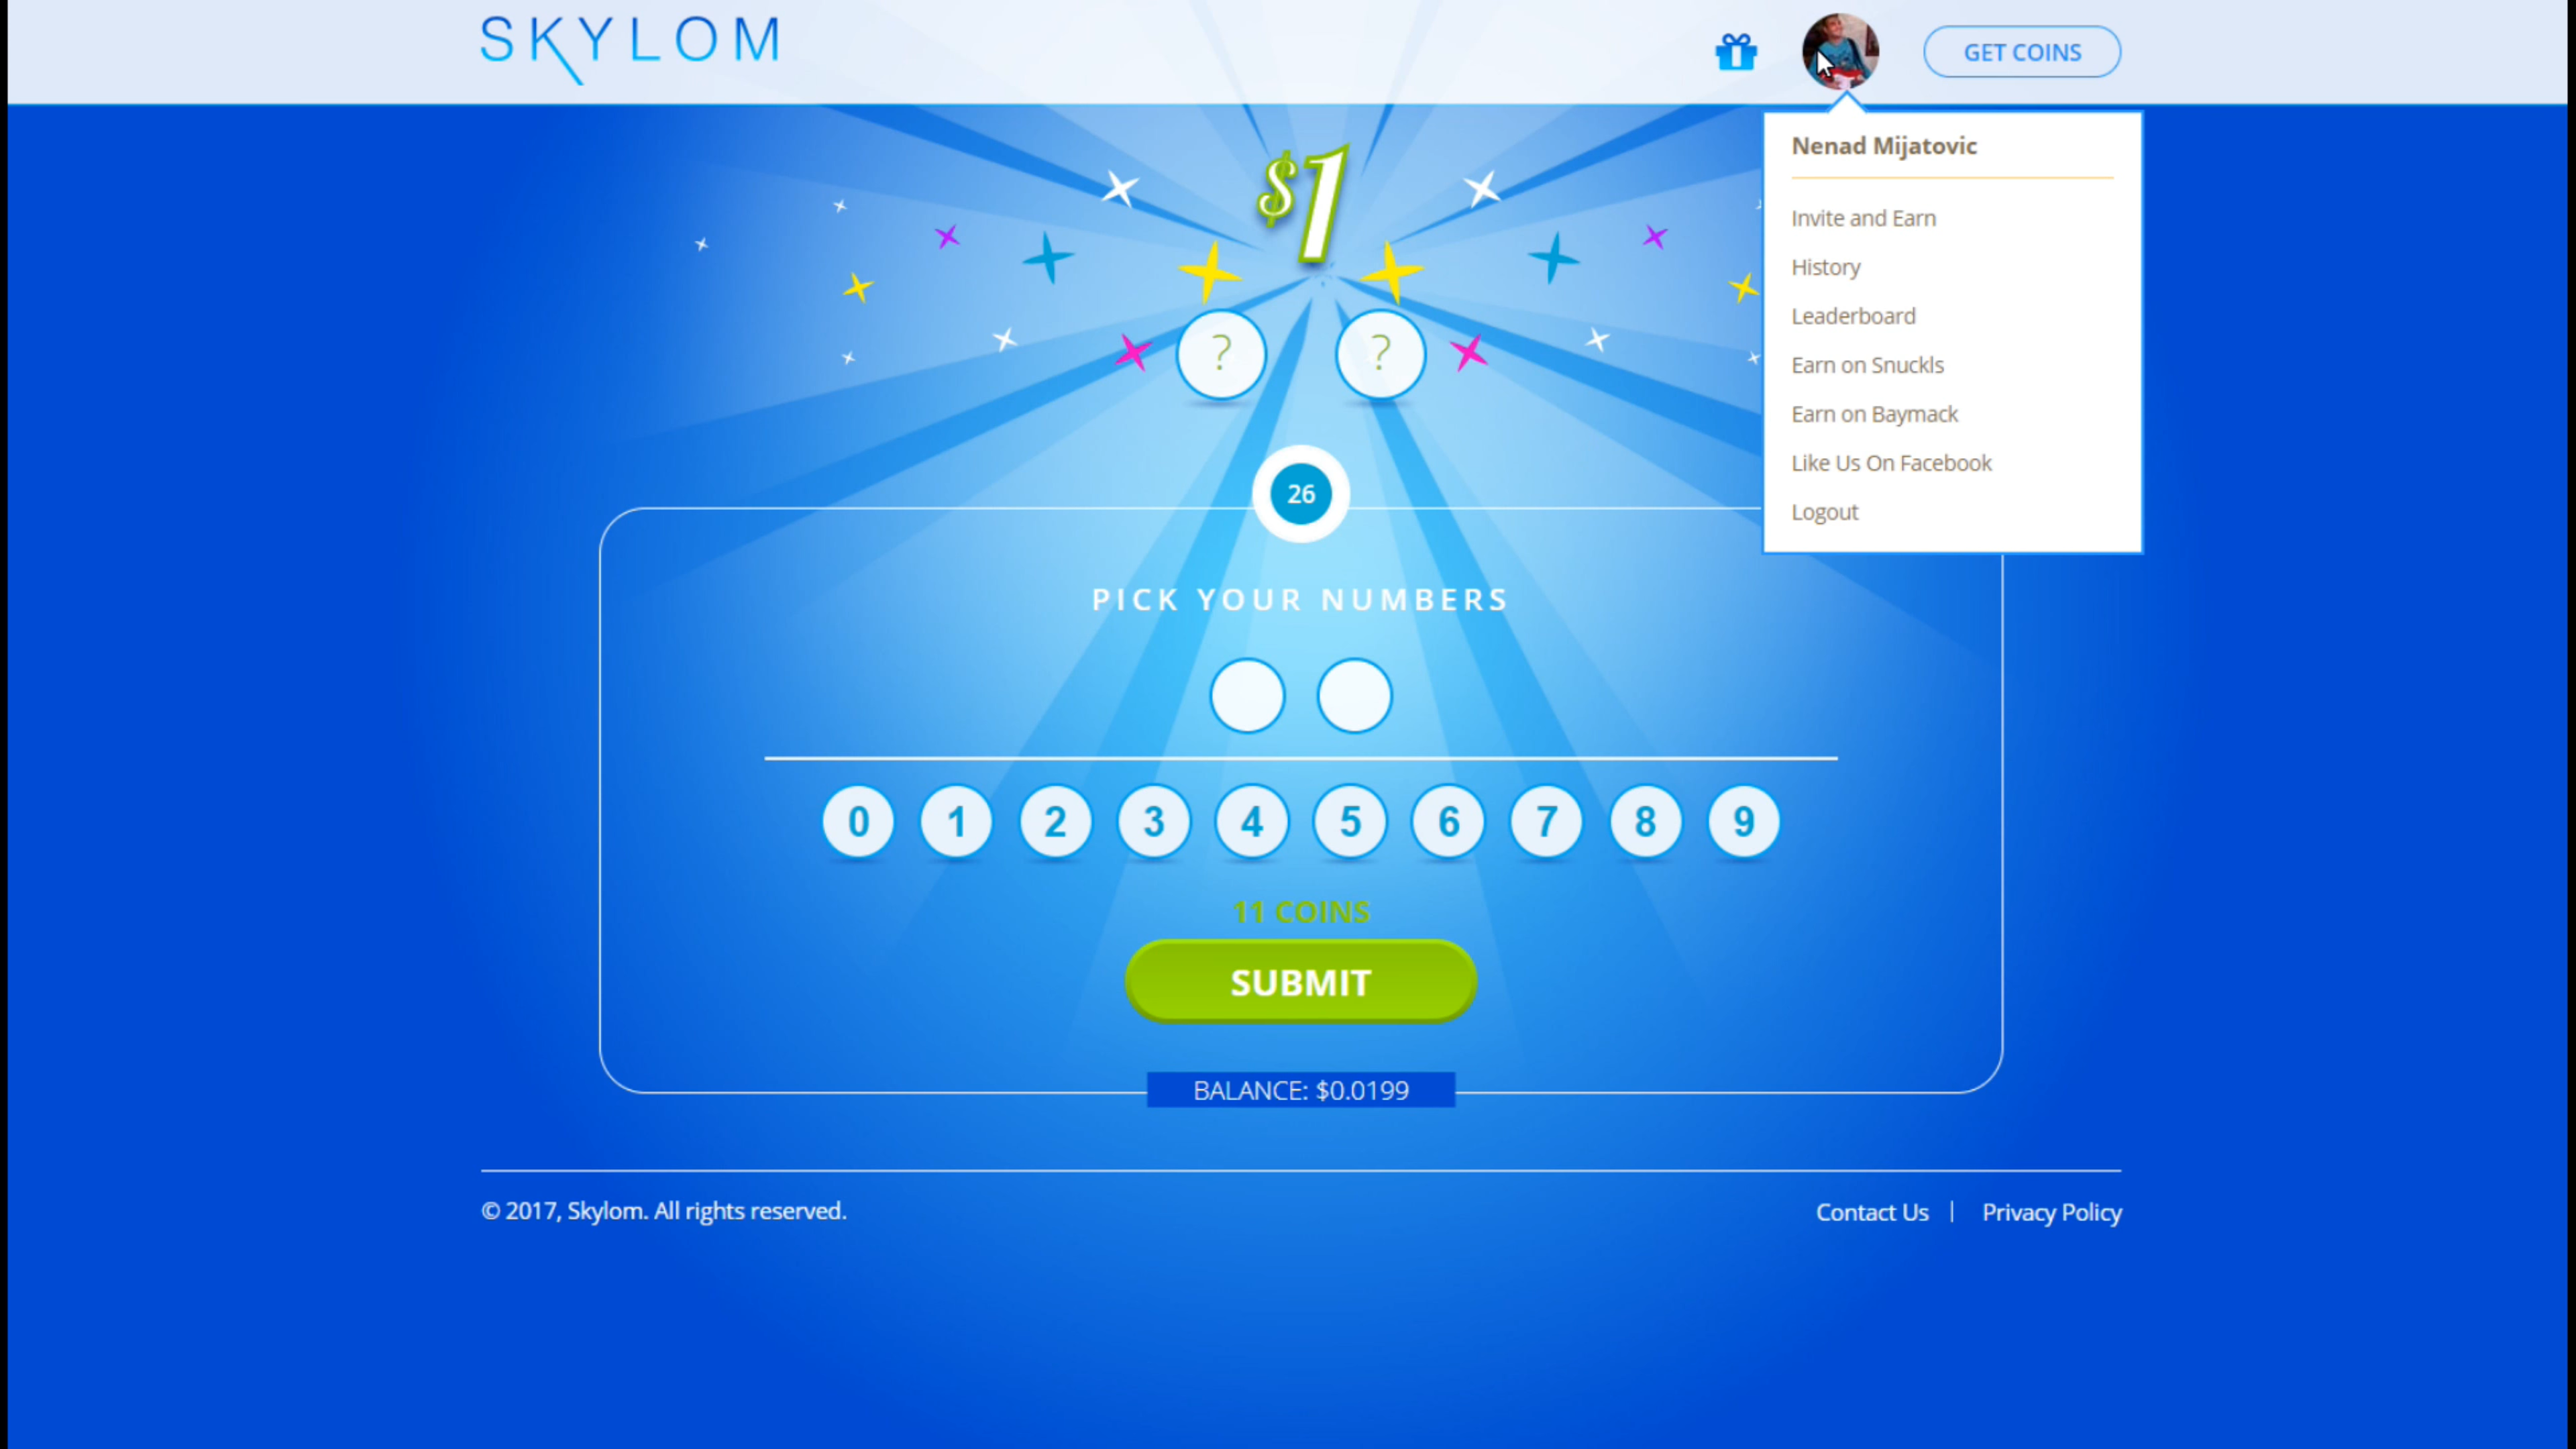 SKYLOM
GET COINS
Nenad Mijatovic
Invite and Earn
History
Leaderboard
Earn on Snuckls
Earn on Baymack
Like Us On Facebook
Logout
$1
? ?
26
PICK YOUR NUMBERS
0 1 2 3 4 5 6 7 8 9
11 COINS
SUBMIT
BALANCE: $0.0199
© 2017, Skylom. All rights reserved.
Contact Us | Privacy Policy